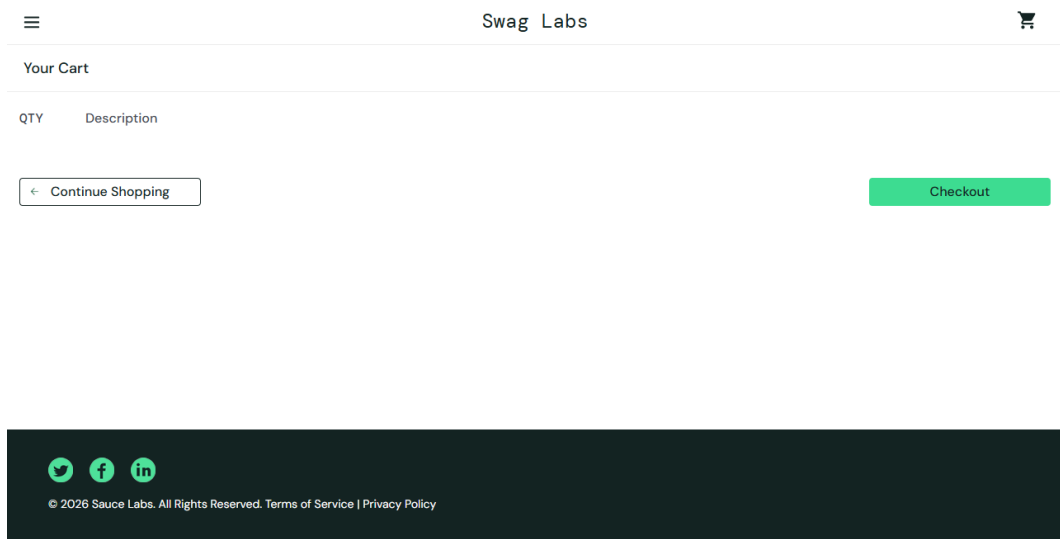 Swag Labs
Your Cart
QTY Description
← Continue Shopping Checkout
© 2026 Sauce Labs. All Rights Reserved. Terms of Service | Privacy Policy